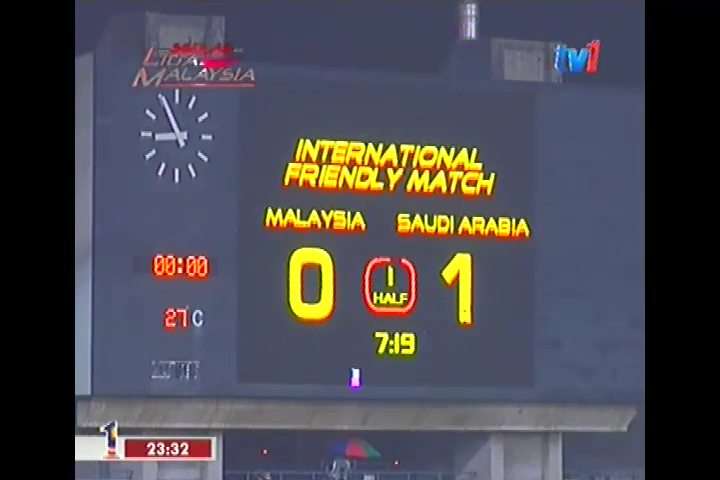 LIGA
MALAYSIA
tv1
INTERNATIONAL
FRIENDLY MATCH
MALAYSIA SAUDI ARABIA
0 1
1
HALF
7:19
00:00
27 C
1 23:32